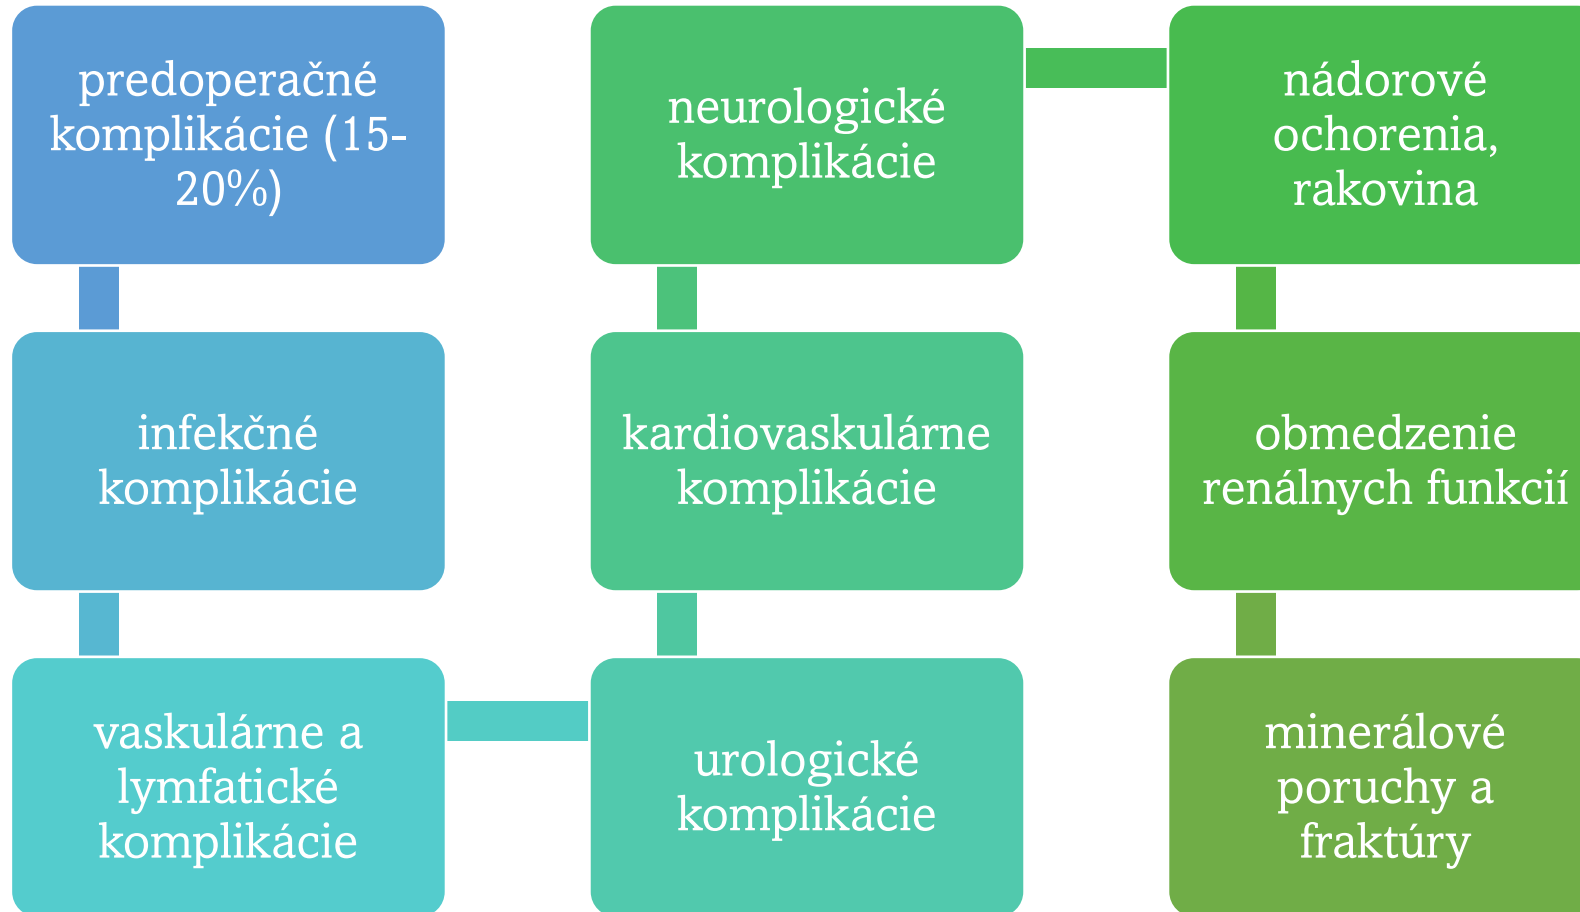 predoperačné
komplikácie (15-
20%)
infekčné
komplikácie
vaskulárne a
lymfatické
komplikácie
urologické
komplikácie
kardiovaskulárne
komplikácie
neurologické
komplikácie
nádorové
ochorenia,
rakovina
obmedzenie
renálnych funkcií
minerálové
poruchy a
fraktúry